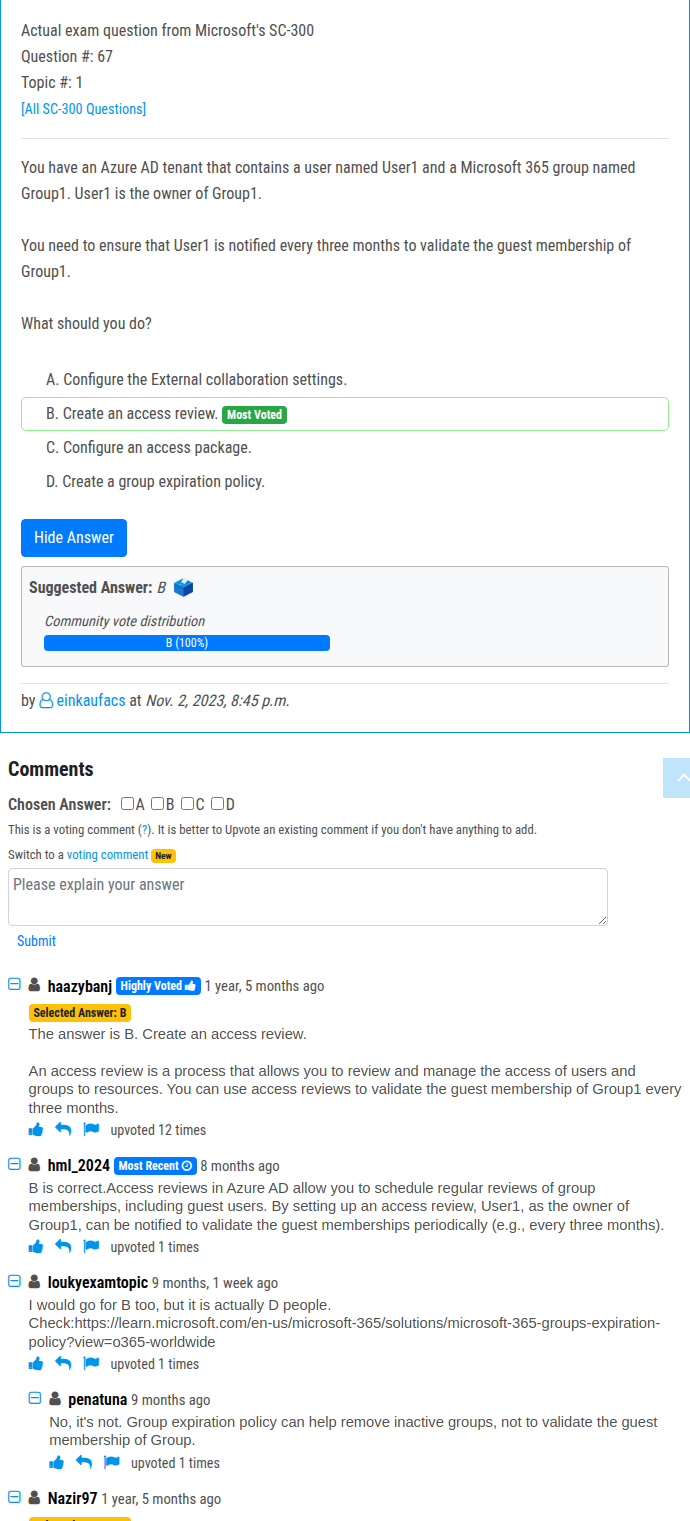 Actual exam question from Microsoft's SC-300
Question #: 67
Topic #: 1
[All SC-300 Questions]
You have an Azure AD tenant that contains a user named User1 and a Microsoft 365 group named
Group1. User1 is the owner of Group1.
You need to ensure that User1 is notified every three months to validate the guest membership of
Group1.
What should you do?
A. Configure the External collaboration settings.
B. Create an access review. Most Voted
C. Configure an access package.
D. Create a group expiration policy.
Hide Answer
Suggested Answer: B
Community vote distribution
B (100%)
by einkaufacs at Nov. 2, 2023, 8:45 p.m.
Comments
Chosen Answer: A B C D
This is a voting comment (?). It is better to Upvote an existing comment if you don't have anything to add.
Switch to a voting comment New
Please explain your answer
Submit
haazybanj Highly Voted 1 year, 5 months ago
Selected Answer: B
The answer is B. Create an access review.
An access review is a process that allows you to review and manage the access of users and
groups to resources. You can use access reviews to validate the guest membership of Group1 every
three months.
upvoted 12 times
hml_2024 Most Recent 8 months ago
B is correct.Access reviews in Azure AD allow you to schedule regular reviews of group
memberships, including guest users. By setting up an access review, User1, as the owner of
Group1, can be notified to validate the guest memberships periodically (e.g., every three months).
upvoted 1 times
loukyexamtopic 9 months, 1 week ago
I would go for B too, but it is actually D people.
Check:https://learn.microsoft.com/en-us/microsoft-365/solutions/microsoft-365-groups-expiration-
policy?view=o365-worldwide
upvoted 1 times
penatuna 9 months ago
No, it's not. Group expiration policy can help remove inactive groups, not to validate the guest
membership of Group.
upvoted 1 times
Nazir97 1 year, 5 months ago